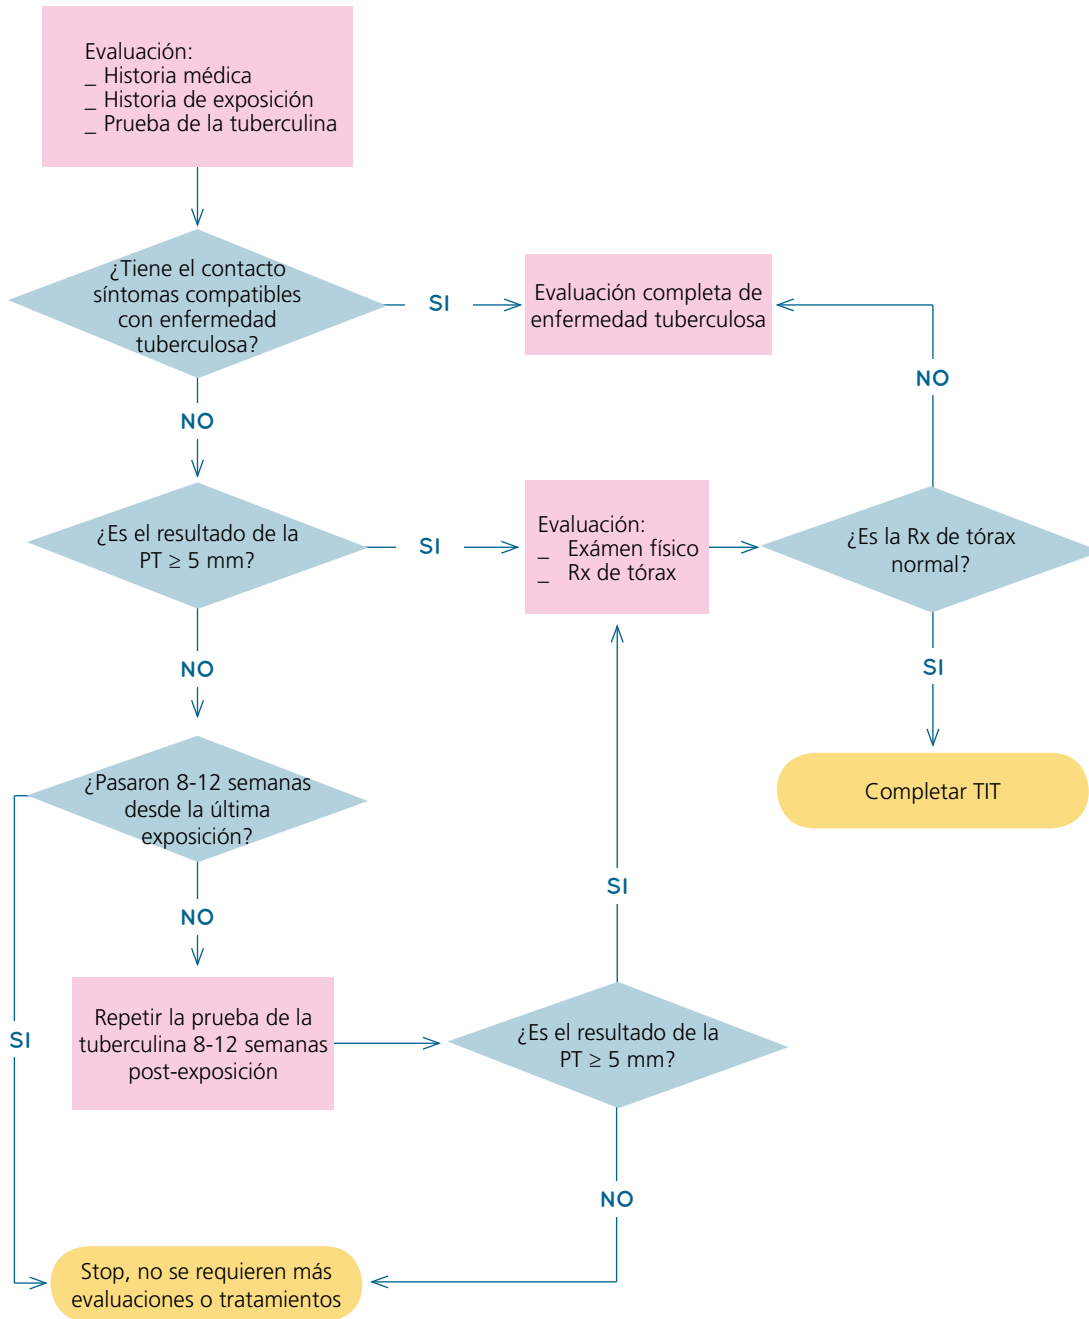 Evaluación:
_ Historia médica
_ Historia de exposición
_ Prueba de la tuberculina
¿Tiene el contacto
síntomas compatibles
con enfermedad
tuberculosa?
SI
Evaluación completa de
enfermedad tuberculosa
NO
NO
¿Es el resultado de la
PT ≥ 5 mm?
SI
Evaluación:
_ Exámen físico
_ Rx de tórax
¿Es la Rx de tórax
normal?
NO
SI
¿Pasaron 8-12 semanas
desde la última
exposición?
Completar TIT
NO
SI
SI
Repetir la prueba de la
tuberculina 8-12 semanas
post-exposición
¿Es el resultado de la
PT ≥ 5 mm?
NO
Stop, no se requieren más
evaluaciones o tratamientos